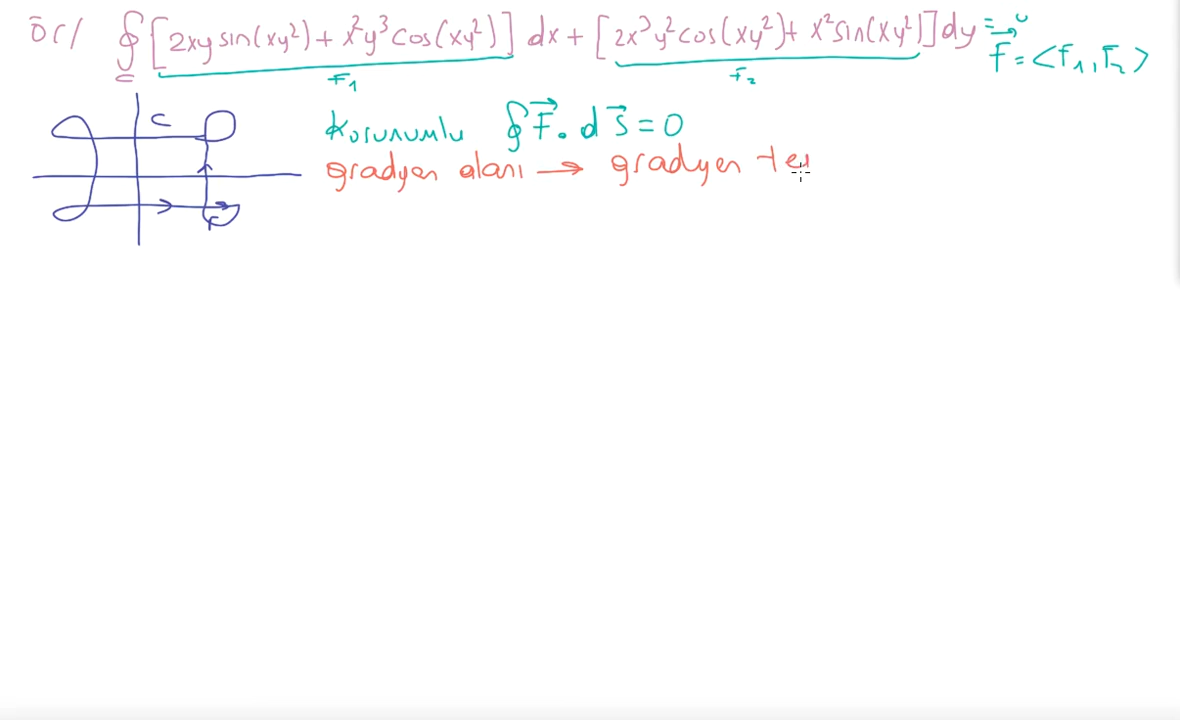 ÖR/ ∮ [2xy sin(xy²) + x²y³cos(xy²)] dx + [2x³y²cos(xy²) + x²sin(xy²)] dy = 0
C
F₁ F₂ F⃗ = <F₁, F₂>
C
Korunumlu ∮F⃗. ds⃗ = 0
gradyen alanı → gradyen te